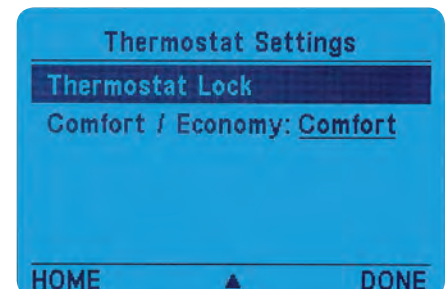 Thermostat Settings
Thermostat Lock
Comfort / Economy: Comfort
HOME ▲ DONE